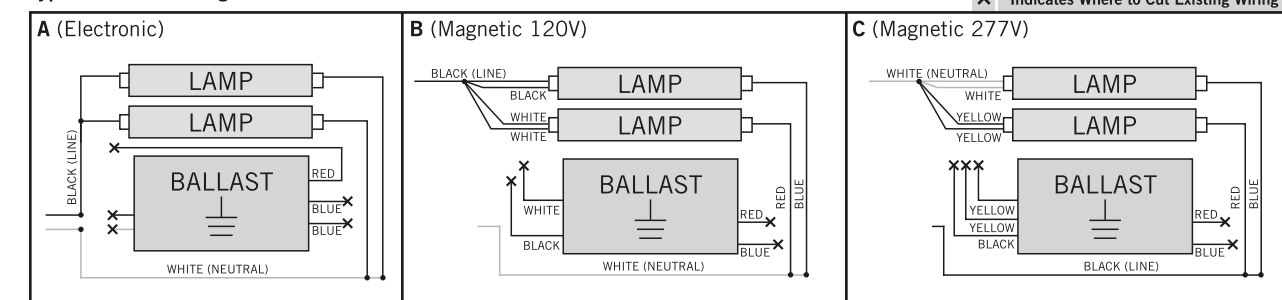 X Indicates Where to Cut Existing Wiring
A (Electronic)
LAMP
LAMP
BLACK (LINE)
BALLAST
RED
BLUE
BLUE
WHITE (NEUTRAL)
B (Magnetic 120V)
BLACK (LINE)
LAMP
BLACK
WHITE
LAMP
WHITE
BALLAST
WHITE
BLACK
RED
BLUE
RED
BLUE
WHITE (NEUTRAL)
C (Magnetic 277V)
WHITE (NEUTRAL)
LAMP
WHITE
YELLOW
LAMP
YELLOW
BALLAST
YELLOW
YELLOW
BLACK
RED
BLUE
RED
BLUE
BLACK (LINE)